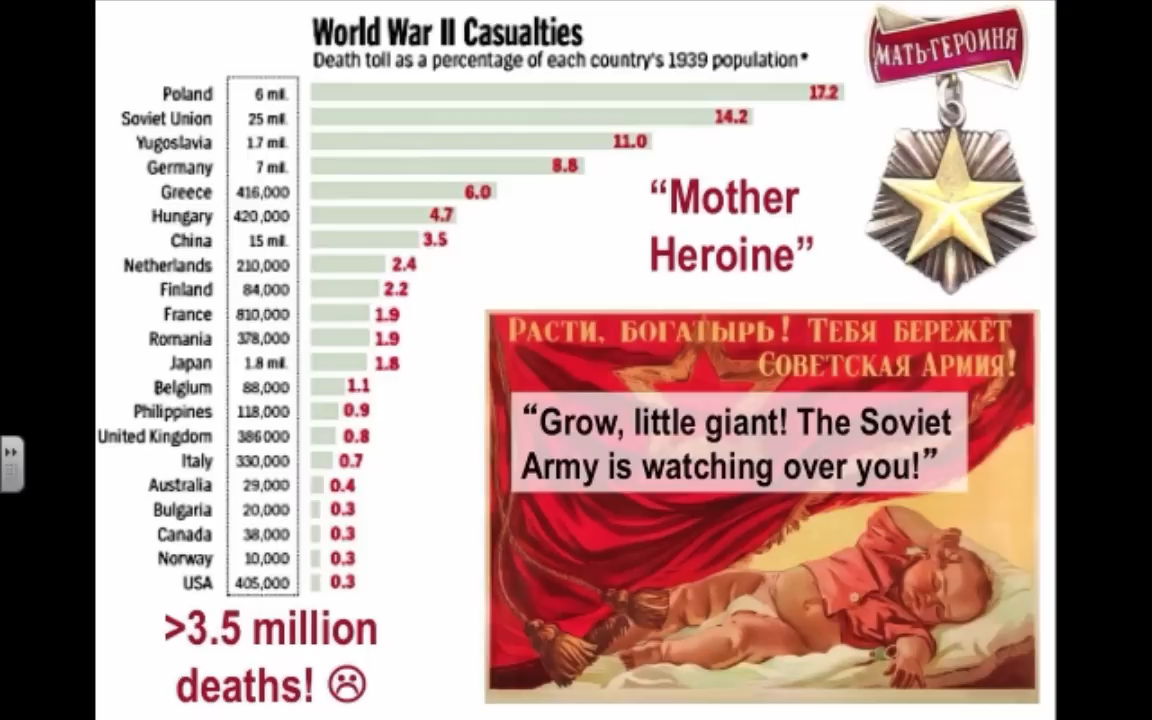 World War II Casualties
Death toll as a percentage of each country's 1939 population*
Poland 6 mil. 17.2
Soviet Union 25 mil. 14.2
Yugoslavia 1.7 mil. 11.0
Germany 7 mil. 8.8
Greece 416,000 6.0
Hungary 420,000 4.7
China 15 mil. 3.5
Netherlands 210,000 2.4
Finland 84,000 2.2
France 810,000 1.9
Romania 378,000 1.9
Japan 1.8 mil. 1.8
Belgium 88,000 1.1
Philippines 118,000 0.9
United Kingdom 386000 0.8
Italy 330,000 0.7
Australia 29,000 0.4
Bulgaria 20,000 0.3
Canada 38,000 0.3
Norway 10,000 0.3
USA 405,000 0.3
>3.5 million
deaths! ☹
МАТЬ-ГЕРОИНЯ
“Mother
Heroine”
РАСТИ, БОГАТЫРЬ! ТЕБЯ БЕРЕЖЁТ
СОВЕТСКАЯ АРМИЯ!
“Grow, little giant! The Soviet
Army is watching over you!”